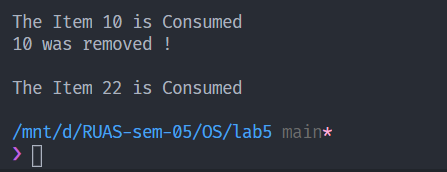 The Item 10 is Consumed
10 was removed !
The Item 22 is Consumed
/mnt/d/RUAS-sem-05/OS/lab5 main*
❯